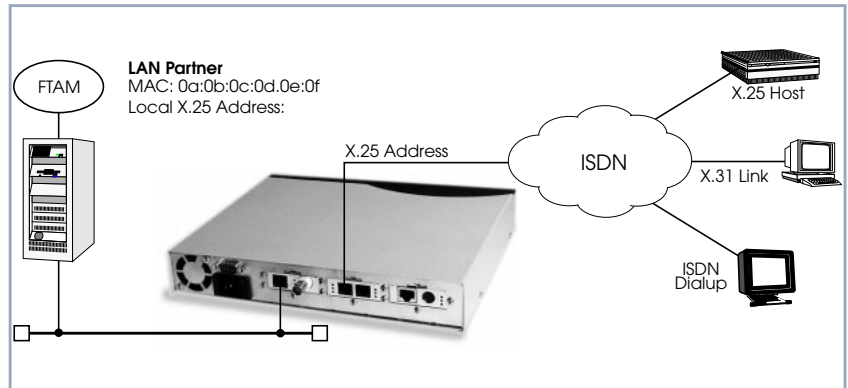 FTAM
LAN Partner
MAC: 0a:0b:0c:0d.0e:0f
Local X.25 Address:
X.25 Address
ISDN
X.25 Host
X.31 Link
ISDN
Dialup